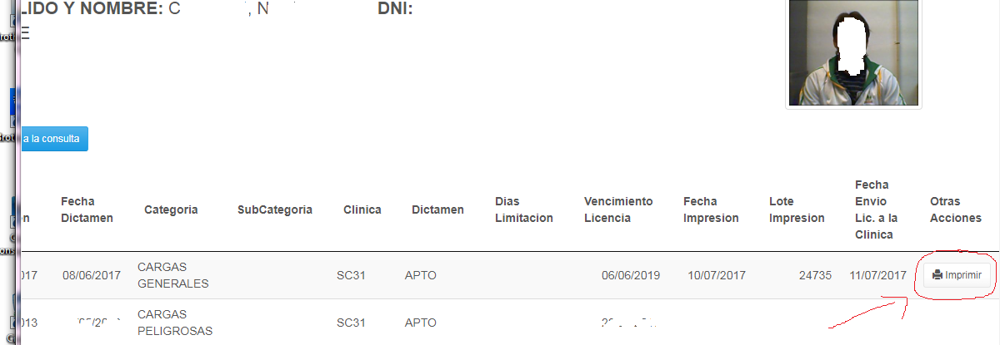 LIDO Y NOMBRE: C , N DNI:
E
a la consulta
Fecha Dictamen Categoria SubCategoria Clinica Dictamen Dias Limitacion Vencimiento Licencia Fecha Impresion Lote Impresion Fecha Envio Lic. a la Clinica Otras Acciones
017 08/06/2017 CARGAS GENERALES SC31 APTO 06/06/2019 10/07/2017 24735 11/07/2017 Imprimir
013 CARGAS PELIGROSAS SC31 APTO